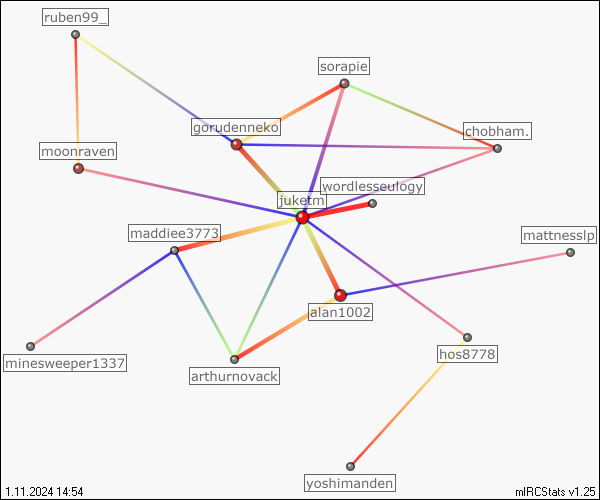 ruben99_
sorapie
gorudenneko
chobham.
moonraven
wordlesseulogy
juketm
maddiee3773
mattnesslp
alan1002
minesweeper1337
hos8778
arthurnovack
yoshimanden
1.11.2024 14:54
mIRCStats v1.25